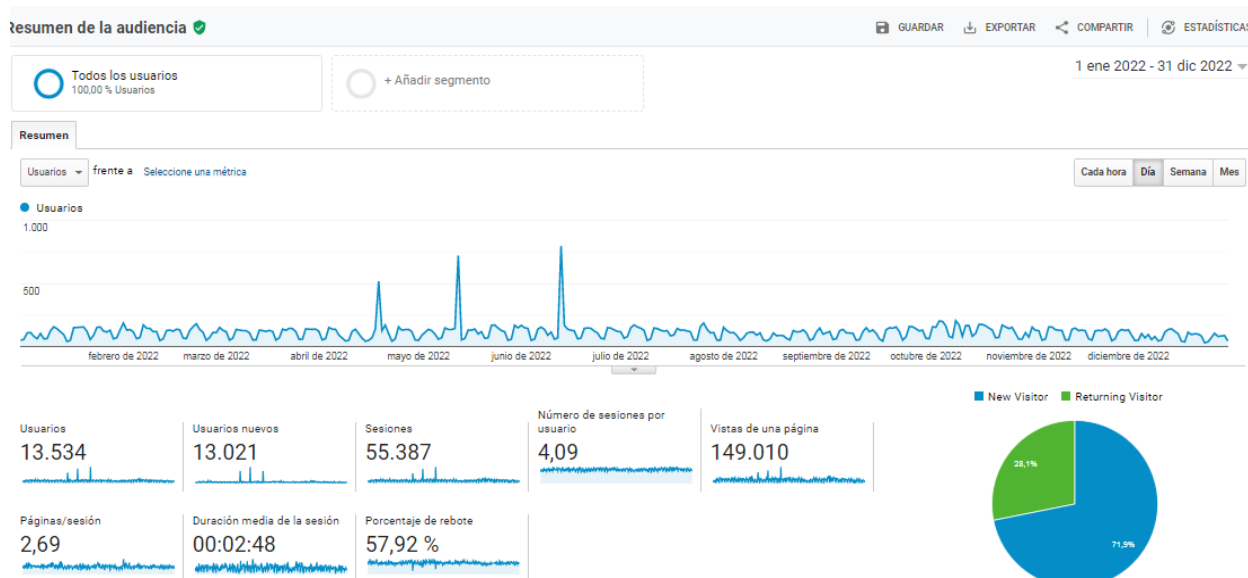 Resumen de la audiencia
GUARDAR EXPORTAR COMPARTIR ESTADÍSTICAS
Todos los usuarios
100,00 % Usuarios
+ Añadir segmento
1 ene 2022 - 31 dic 2022
Resumen
Usuarios frente a Seleccione una métrica
Cada hora Día Semana Mes
Usuarios
1.000
500
febrero de 2022 marzo de 2022 abril de 2022 mayo de 2022 junio de 2022 julio de 2022 agosto de 2022 septiembre de 2022 octubre de 2022 noviembre de 2022 diciembre de 2022
New Visitor Returning Visitor
Usuarios
13.534
Usuarios nuevos
13.021
Sesiones
55.387
Número de sesiones por
usuario
4,09
Vistas de una página
149.010
Páginas/sesión
2,69
Duración media de la sesión
00:02:48
Porcentaje de rebote
57,92 %
28,1%
71,9%